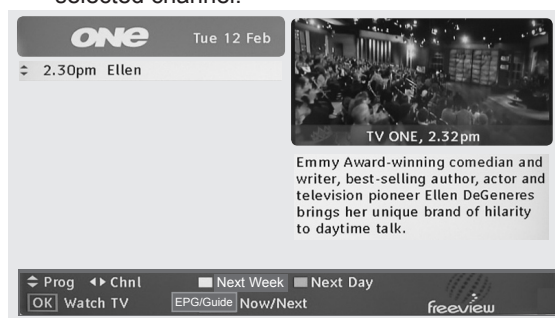 selected channel.
ONE Tue 12 Feb
2.30pm Ellen
TV ONE, 2.32pm
Emmy Award-winning comedian and
writer, best-selling author, actor and
television pioneer Ellen DeGeneres
brings her unique brand of hilarity
to daytime talk.
Prog Chnl Next Week Next Day
OK Watch TV EPG/Guide Now/Next
freeview